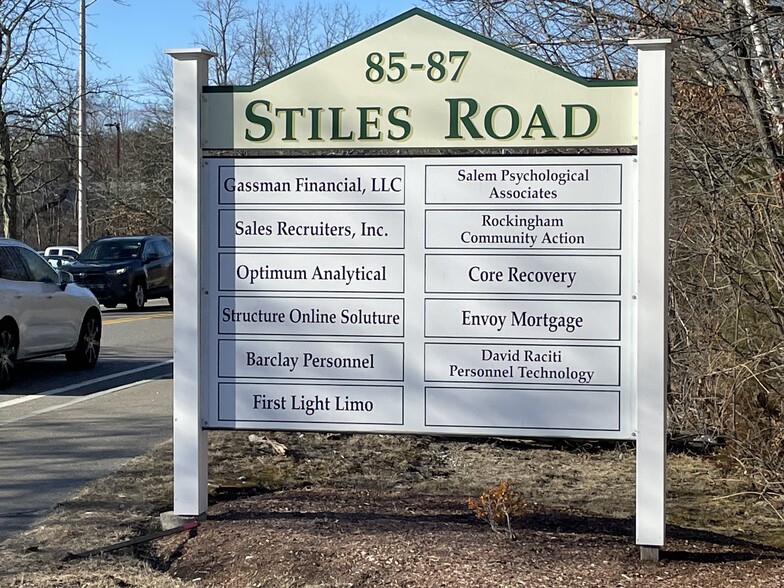 85-87
STILES ROAD
Gassman Financial, LLC
Sales Recruiters, Inc.
Optimum Analytical
Structure Online Soluture
Barclay Personnel
First Light Limo
Salem Psychological
Associates
Rockingham
Community Action
Core Recovery
Envoy Mortgage
David Raciti
Personnel Technology